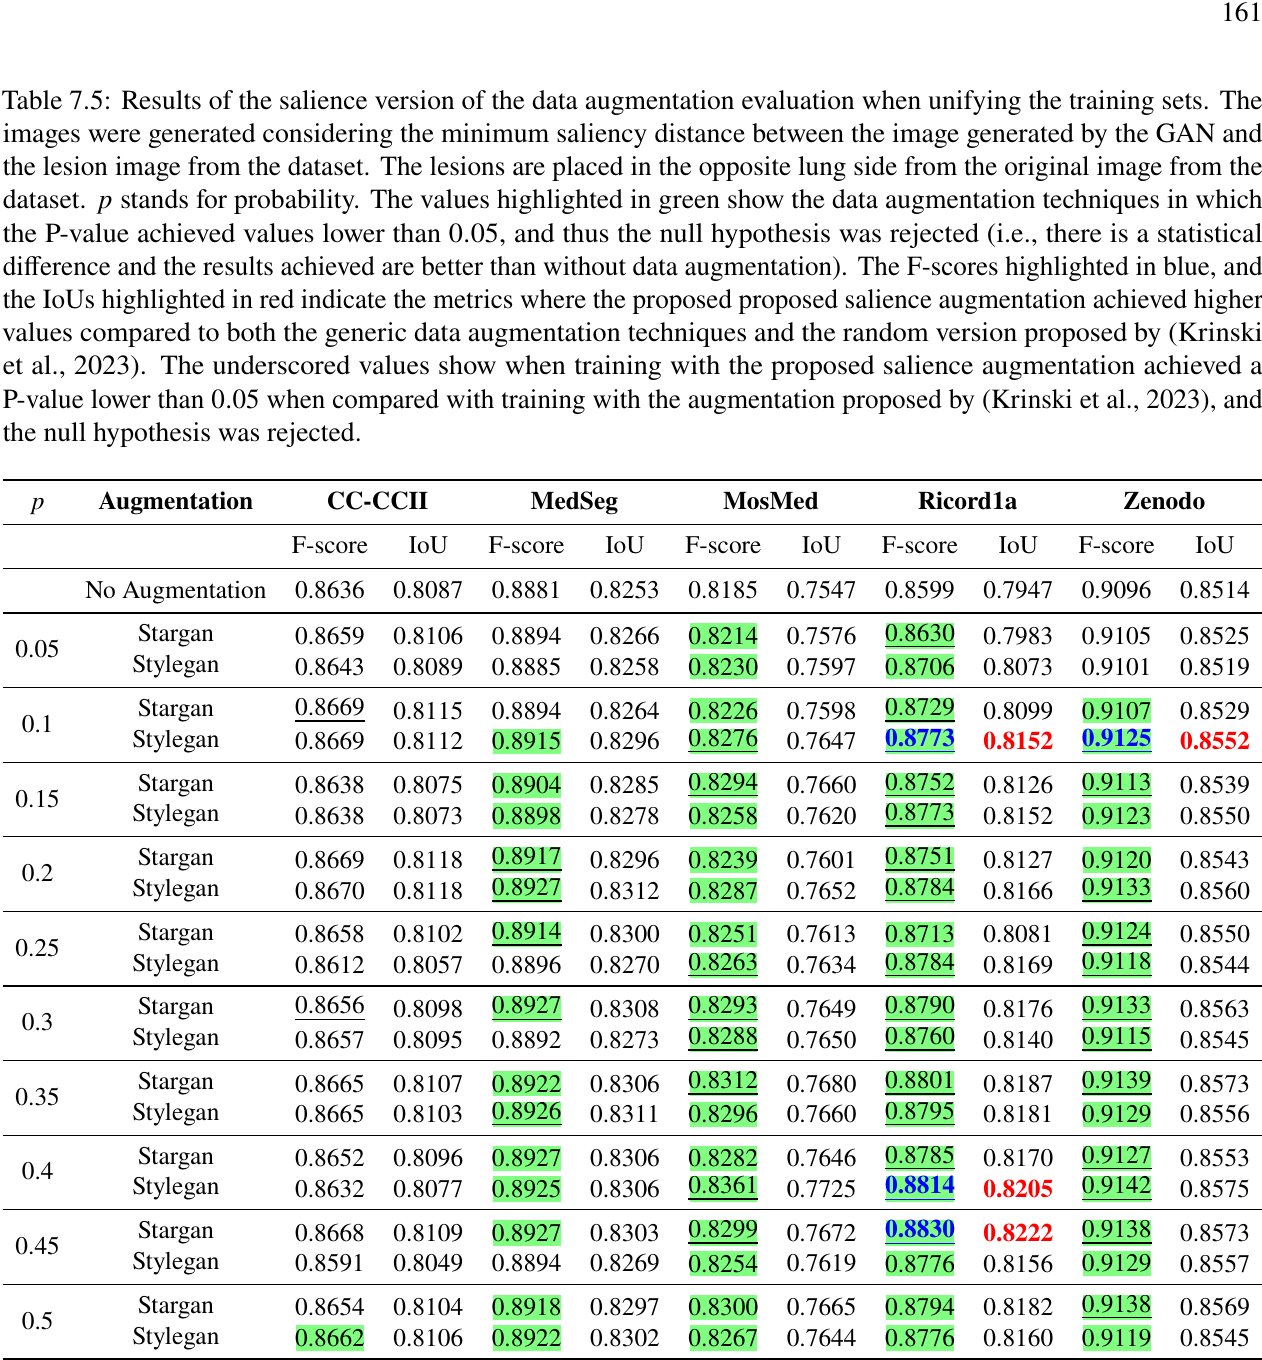 161
Table 7.5: Results of the salience version of the data augmentation evaluation when unifying the training sets. The
images were generated considering the minimum saliency distance between the image generated by the GAN and
the lesion image from the dataset. The lesions are placed in the opposite lung side from the original image from the
dataset. p stands for probability. The values highlighted in green show the data augmentation techniques in which
the P-value achieved values lower than 0.05, and thus the null hypothesis was rejected (i.e., there is a statistical
difference and the results achieved are better than without data augmentation). The F-scores highlighted in blue, and
the IoUs highlighted in red indicate the metrics where the proposed proposed salience augmentation achieved higher
values compared to both the generic data augmentation techniques and the random version proposed by (Krinski
et al., 2023). The underscored values show when training with the proposed salience augmentation achieved a
P-value lower than 0.05 when compared with training with the augmentation proposed by (Krinski et al., 2023), and
the null hypothesis was rejected.
p Augmentation CC-CCII MedSeg MosMed Ricord1a Zenodo
F-score IoU F-score IoU F-score IoU F-score IoU F-score IoU
No Augmentation 0.8636 0.8087 0.8881 0.8253 0.8185 0.7547 0.8599 0.7947 0.9096 0.8514
0.05
Stargan 0.8659 0.8106 0.8894 0.8266 0.8214 0.7576 0.8630 0.7983 0.9105 0.8525
Stylegan 0.8643 0.8089 0.8885 0.8258 0.8230 0.7597 0.8706 0.8073 0.9101 0.8519
0.1
Stargan 0.8669 0.8115 0.8894 0.8264 0.8226 0.7598 0.8729 0.8099 0.9107 0.8529
Stylegan 0.8669 0.8112 0.8915 0.8296 0.8276 0.7647 0.8773 0.8152 0.9125 0.8552
0.15
Stargan 0.8638 0.8075 0.8904 0.8285 0.8294 0.7660 0.8752 0.8126 0.9113 0.8539
Stylegan 0.8638 0.8073 0.8898 0.8278 0.8258 0.7620 0.8773 0.8152 0.9123 0.8550
0.2
Stargan 0.8669 0.8118 0.8917 0.8296 0.8239 0.7601 0.8751 0.8127 0.9120 0.8543
Stylegan 0.8670 0.8118 0.8927 0.8312 0.8287 0.7652 0.8784 0.8166 0.9133 0.8560
0.25
Stargan 0.8658 0.8102 0.8914 0.8300 0.8251 0.7613 0.8713 0.8081 0.9124 0.8550
Stylegan 0.8612 0.8057 0.8896 0.8270 0.8263 0.7634 0.8784 0.8169 0.9118 0.8544
0.3
Stargan 0.8656 0.8098 0.8927 0.8308 0.8293 0.7649 0.8790 0.8176 0.9133 0.8563
Stylegan 0.8657 0.8095 0.8892 0.8273 0.8288 0.7650 0.8760 0.8140 0.9115 0.8545
0.35
Stargan 0.8665 0.8107 0.8922 0.8306 0.8312 0.7680 0.8801 0.8187 0.9139 0.8573
Stylegan 0.8665 0.8103 0.8926 0.8311 0.8296 0.7660 0.8795 0.8181 0.9129 0.8556
0.4
Stargan 0.8652 0.8096 0.8927 0.8306 0.8282 0.7646 0.8785 0.8170 0.9127 0.8553
Stylegan 0.8632 0.8077 0.8925 0.8306 0.8361 0.7725 0.8814 0.8205 0.9142 0.8575
0.45
Stargan 0.8668 0.8109 0.8927 0.8303 0.8299 0.7672 0.8830 0.8222 0.9138 0.8573
Stylegan 0.8591 0.8049 0.8894 0.8269 0.8254 0.7619 0.8776 0.8156 0.9129 0.8557
0.5
Stargan 0.8654 0.8104 0.8918 0.8297 0.8300 0.7665 0.8794 0.8182 0.9138 0.8569
Stylegan 0.8662 0.8106 0.8922 0.8302 0.8267 0.7644 0.8776 0.8160 0.9119 0.8545